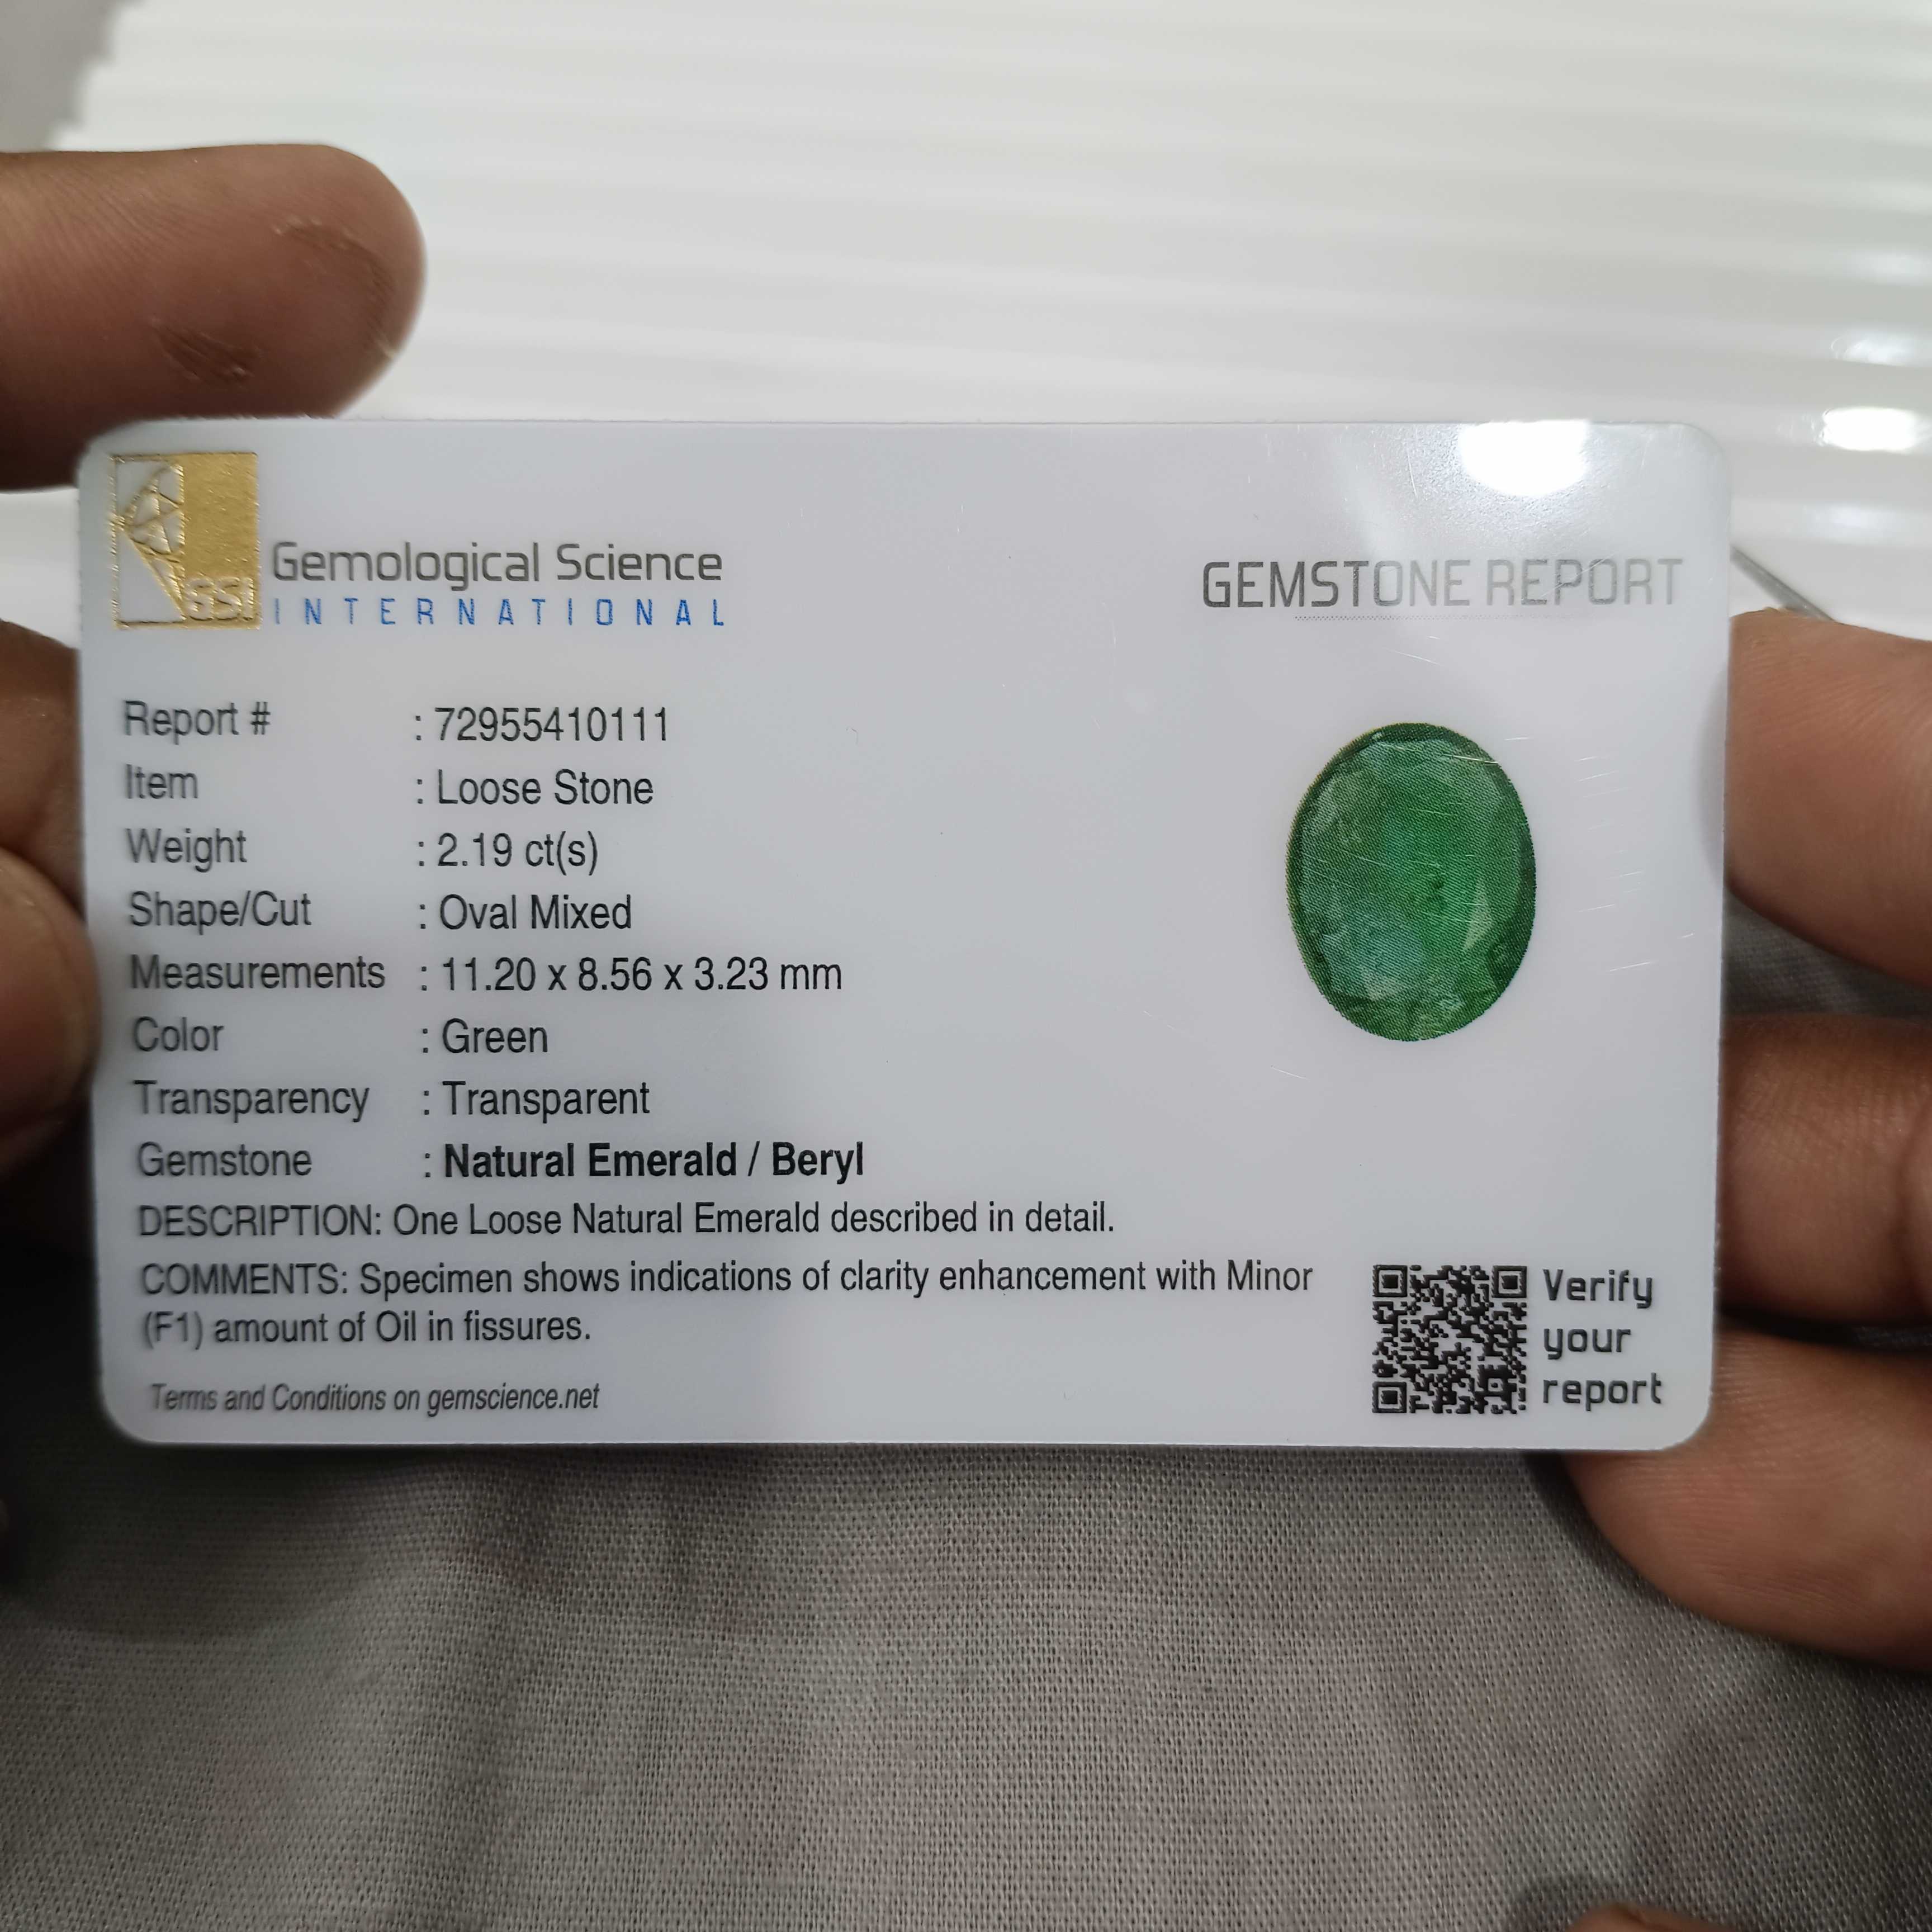 GSI
Gemological Science
INTERNATIONAL
GEMSTONE REPORT
Report # : 72955410111
Item : Loose Stone
Weight : 2.19 ct(s)
Shape/Cut : Oval Mixed
Measurements : 11.20 x 8.56 x 3.23 mm
Color : Green
Transparency : Transparent
Gemstone : Natural Emerald / Beryl
DESCRIPTION: One Loose Natural Emerald described in detail.
COMMENTS: Specimen shows indications of clarity enhancement with Minor
(F1) amount of Oil in fissures.
Terms and Conditions on gemscience.net
Verify
your
report